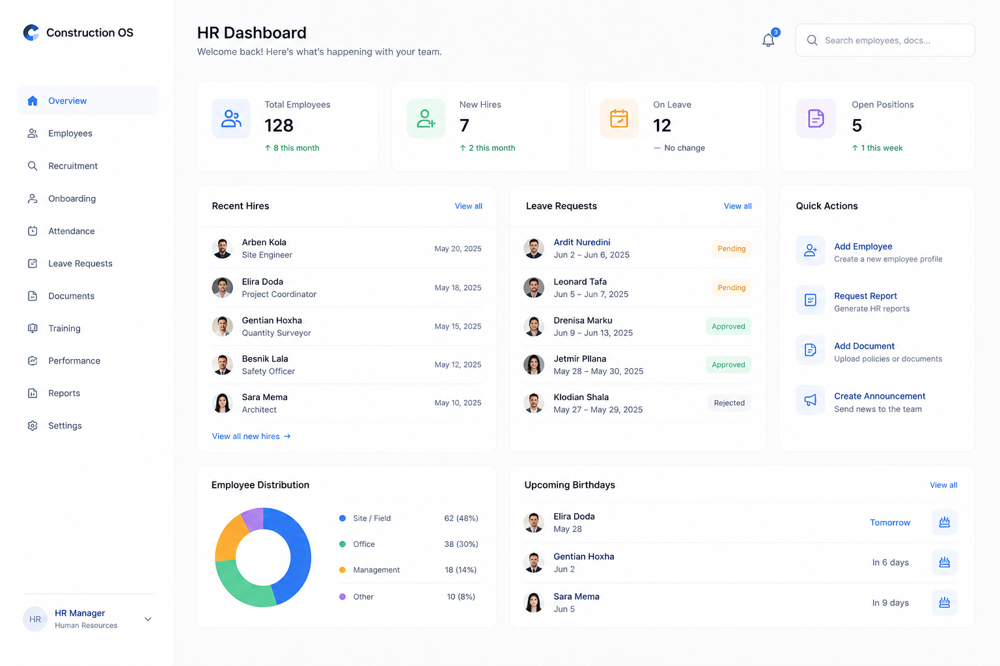 Construction OS
Overview
Employees
Recruitment
Onboarding
Attendance
Leave Requests
Documents
Training
Performance
Reports
Settings
HR
HR Manager
Human Resources
HR Dashboard
Welcome back! Here's what's happening with your team.
3
Search employees, docs...
Total Employees
128
↑ 8 this month
New Hires
7
↑ 2 this month
On Leave
12
— No change
Open Positions
5
↑ 1 this week
Recent Hires
View all
Arben Kola
Site Engineer
May 20, 2025
Elira Doda
Project Coordinator
May 18, 2025
Gentian Hoxha
Quantity Surveyor
May 15, 2025
Besnik Lala
Safety Officer
May 12, 2025
Sara Mema
Architect
May 10, 2025
View all new hires →
Leave Requests
View all
Ardit Nuredini
Jun 2 – Jun 6, 2025
Pending
Leonard Tafa
Jun 5 – Jun 7, 2025
Pending
Drenisa Marku
Jun 9 – Jun 13, 2025
Approved
Jetmir Pllana
May 28 – May 30, 2025
Approved
Klodian Shala
May 27 – May 29, 2025
Rejected
Quick Actions
Add Employee
Create a new employee profile
Request Report
Generate HR reports
Add Document
Upload policies or documents
Create Announcement
Send news to the team
Employee Distribution
Site / Field 62 (48%)
Office 38 (30%)
Management 18 (14%)
Other 10 (8%)
Upcoming Birthdays
View all
Elira Doda
May 28
Tomorrow
Gentian Hoxha
Jun 2
In 6 days
Sara Mema
Jun 5
In 9 days